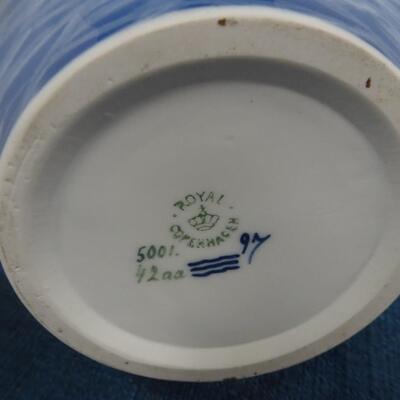 ROYAL
COPENHAGEN
5001. 97
42aa